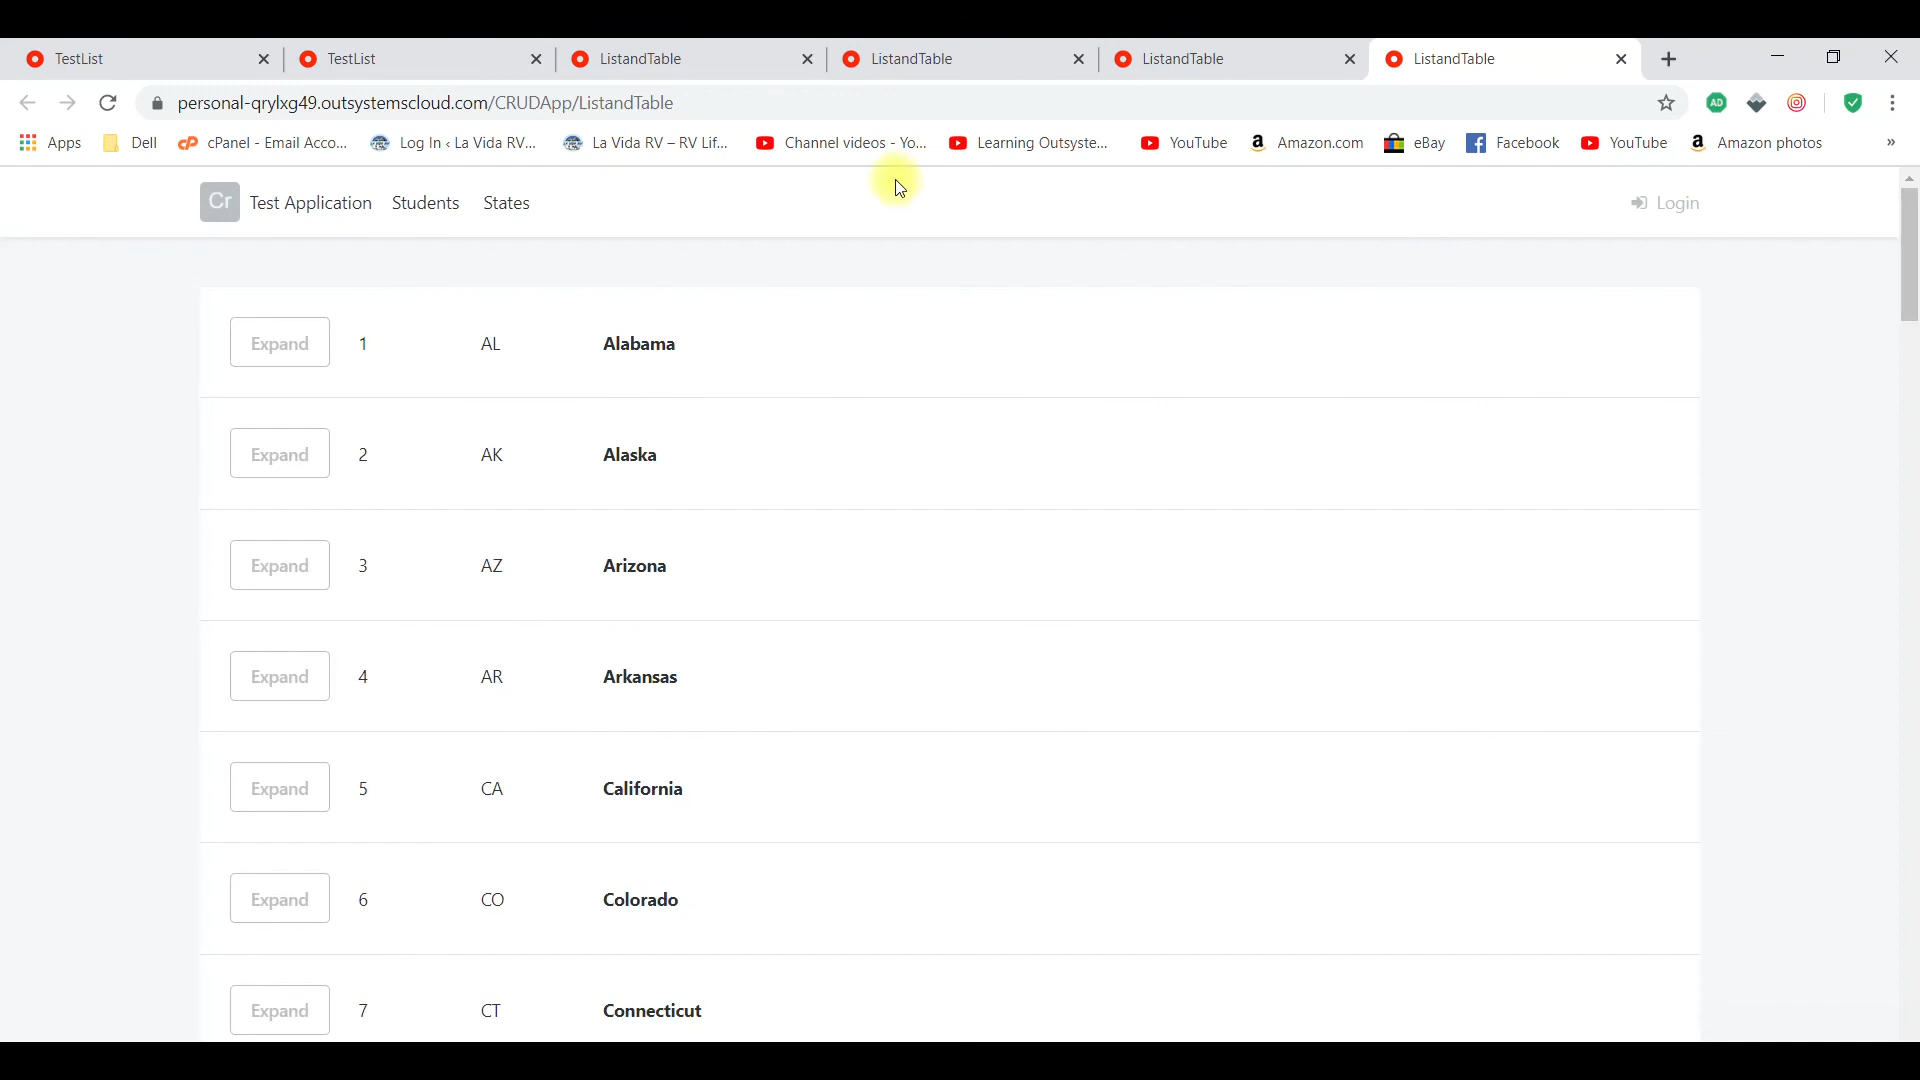 TestList TestList ListandTable ListandTable ListandTable ListandTable
personal-qrylxg49.outsystemscloud.com/CRUDApp/ListandTable AD
Apps Dell cP cPanel - Email Acco... Log In ‹ La Vida RV... La Vida RV – RV Lif... Channel videos - Yo... Learning Outsyste... YouTube a Amazon.com eBay Facebook YouTube a Amazon photos »
Cr Test Application Students States Login
Expand 1 AL Alabama
Expand 2 AK Alaska
Expand 3 AZ Arizona
Expand 4 AR Arkansas
Expand 5 CA California
Expand 6 CO Colorado
Expand 7 CT Connecticut